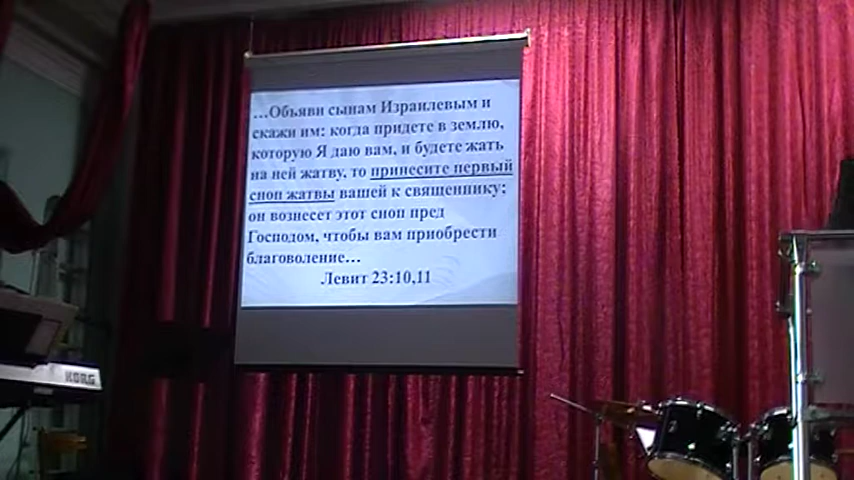 …Объяви сынам Израилевым и
скажи им: когда придете в землю,
которую Я даю вам, и будете жать
на ней жатву, то принесите первый
сноп жатвы вашей к священнику;
он вознесет этот сноп пред
Господом, чтобы вам приобрести
благоволение…
Левит 23:10,11
KORG